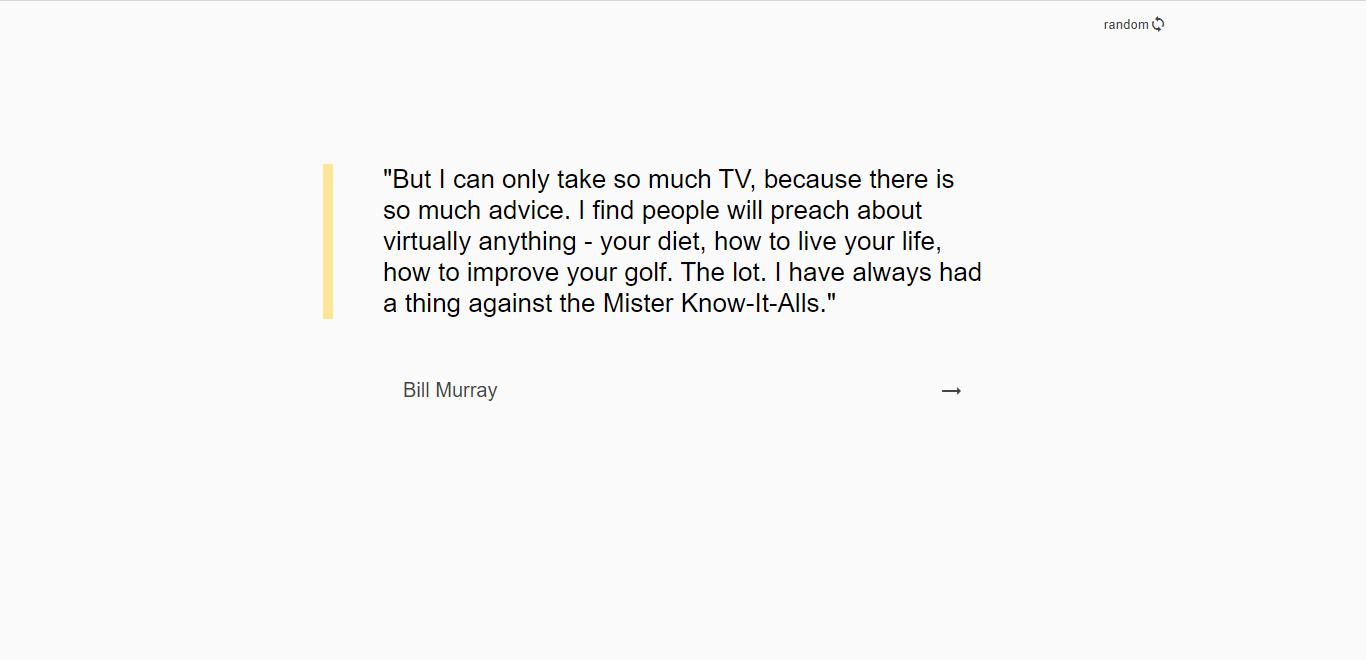 random
"But I can only take so much TV, because there is
so much advice. I find people will preach about
virtually anything - your diet, how to live your life,
how to improve your golf. The lot. I have always had
a thing against the Mister Know-It-Alls."
Bill Murray